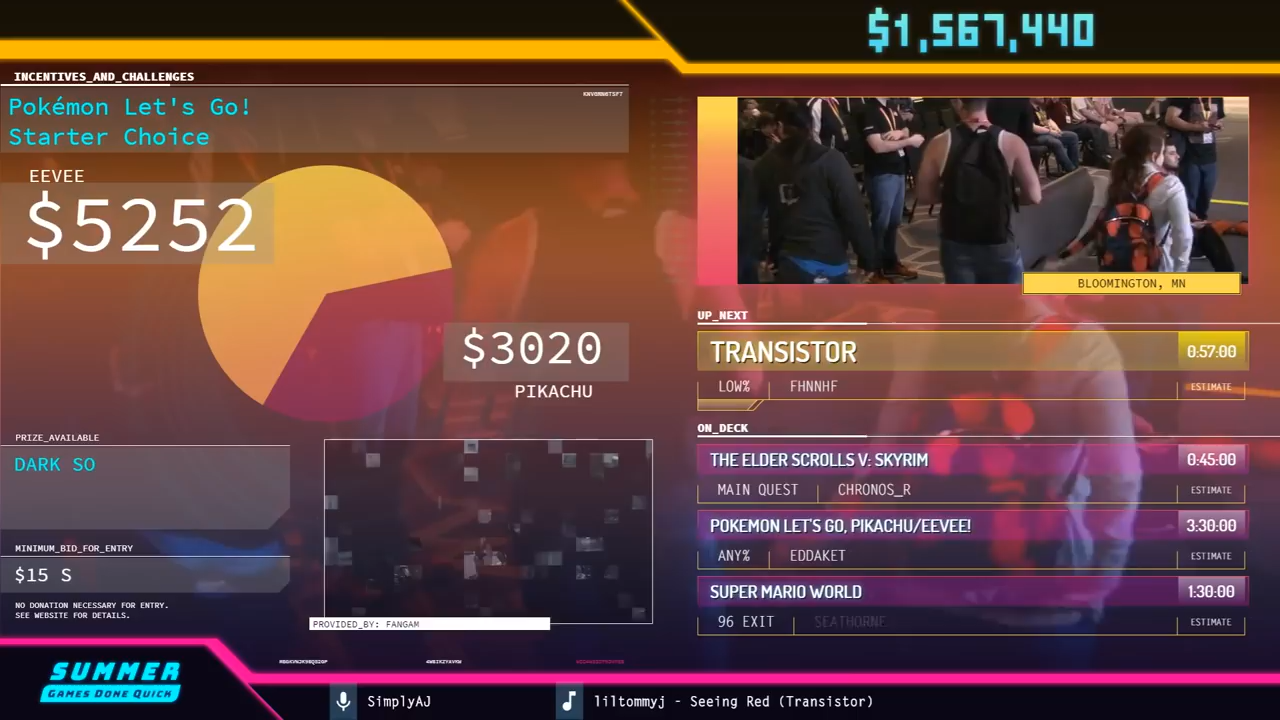 $1,567,440
INCENTIVES_AND_CHALLENGES
Pokémon Let's Go!
Starter Choice
EEVEE
$5252
$3020
PIKACHU
PRIZE_AVAILABLE
DARK SO
MINIMUM_BID_FOR_ENTRY
$15 S
NO DONATION NECESSARY FOR ENTRY.
SEE WEBSITE FOR DETAILS.
PROVIDED_BY: FANGAM
BLOOMINGTON, MN
UP_NEXT
TRANSISTOR 0:57:00
LOW% FHNNHF ESTIMATE
ON_DECK
THE ELDER SCROLLS V: SKYRIM 0:45:00
MAIN QUEST CHRONOS_R ESTIMATE
POKEMON LET'S GO, PIKACHU/EEVEE! 3:30:00
ANY% EDDAKET ESTIMATE
SUPER MARIO WORLD 1:30:00
96 EXIT SEATHORNE ESTIMATE
SUMMER
GAMES DONE QUICK
SimplyAJ
liltommyj - Seeing Red (Transistor)